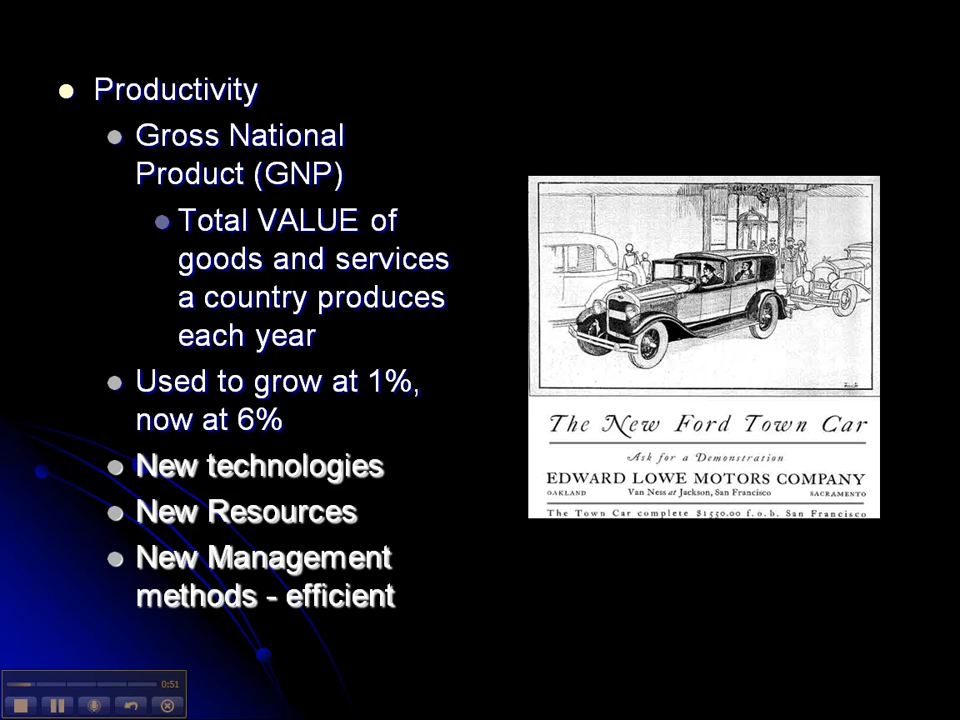 Productivity
Gross National
Product (GNP)
Total VALUE of
goods and services
a country produces
each year
Used to grow at 1%,
now at 6%
New technologies
New Resources
New Management
methods - efficient
The New Ford Town Car
Ask for a Demonstration
EDWARD LOWE MOTORS COMPANY
OAKLAND Van Ness at Jackson, San Francisco SACRAMENTO
The Town Car complete $1550.00 f.o.b. San Francisco
0:51